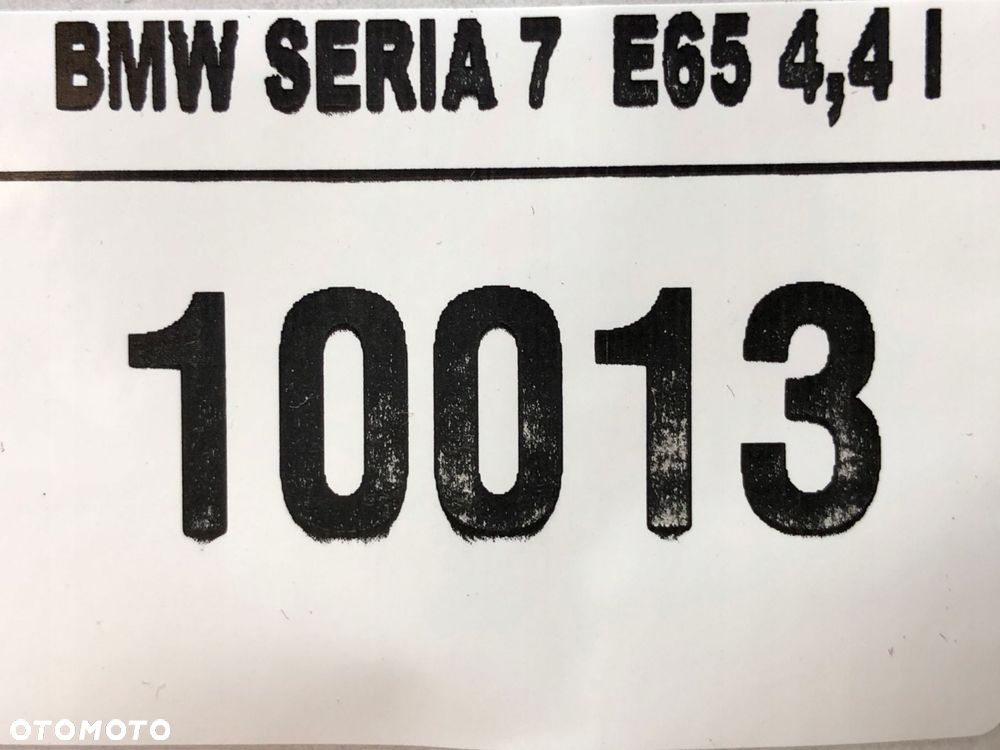 BMW SERIA 7 E65 4,4 l
10013
OTOMOTO